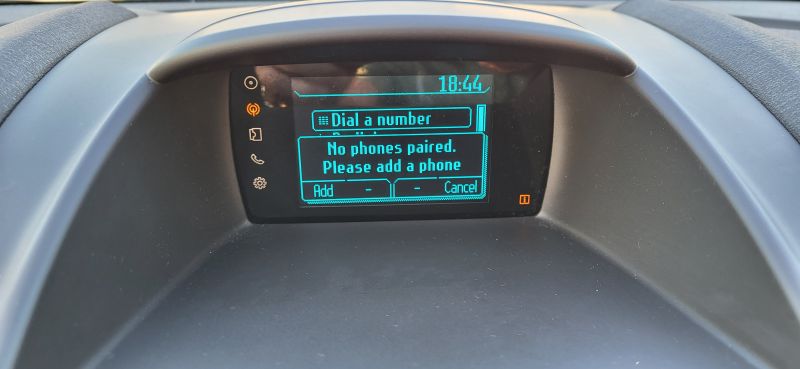 18:44
Dial a number
No phones paired.
Please add a phone
Add - - Cancel